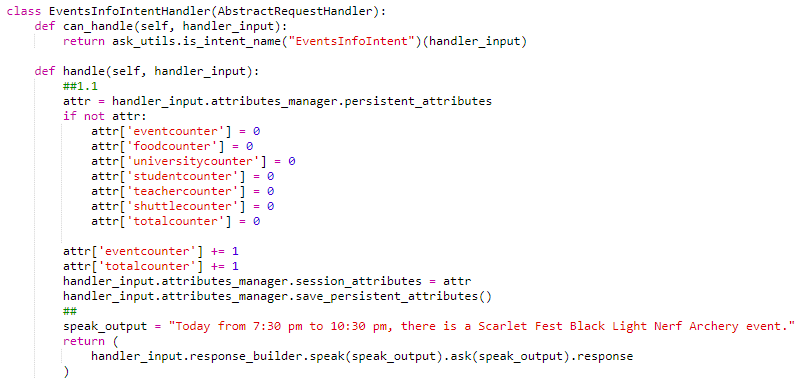 class EventsInfoIntentHandler(AbstractRequestHandler):
    def can_handle(self, handler_input):
        return ask_utils.is_intent_name("EventsInfoIntent")(handler_input)

    def handle(self, handler_input):
        ##1.1
        attr = handler_input.attributes_manager.persistent_attributes
        if not attr:
            attr['eventcounter'] = 0
            attr['foodcounter'] = 0
            attr['universitycounter'] = 0
            attr['studentcounter'] = 0
            attr['teachercounter'] = 0
            attr['shuttlecounter'] = 0
            attr['totalcounter'] = 0

        attr['eventcounter'] += 1
        attr['totalcounter'] += 1
        handler_input.attributes_manager.session_attributes = attr
        handler_input.attributes_manager.save_persistent_attributes()
        ##
        speak_output = "Today from 7:30 pm to 10:30 pm, there is a Scarlet Fest Black Light Nerf Archery event."
        return (
            handler_input.response_builder.speak(speak_output).ask(speak_output).response
        )